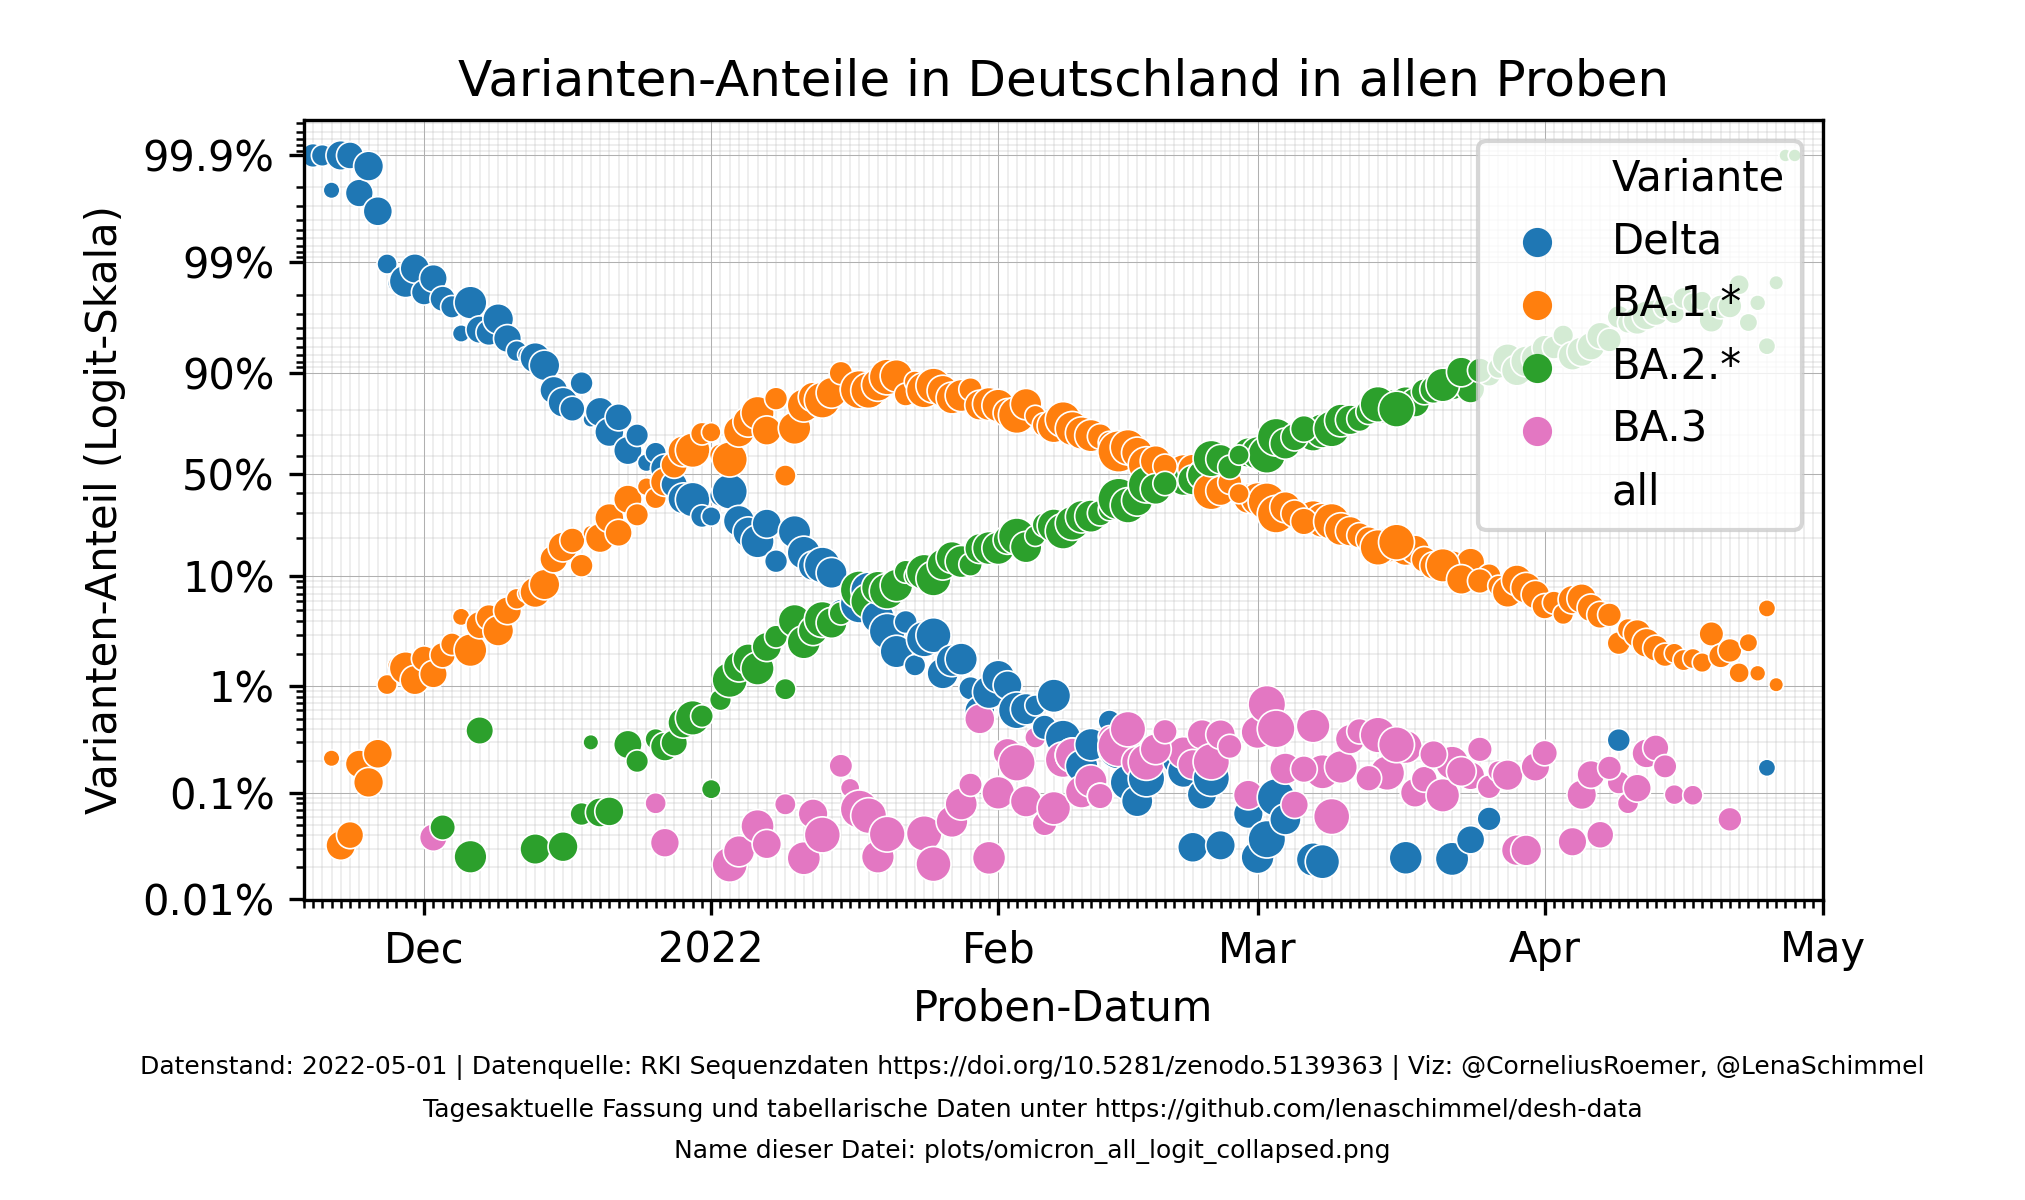 Varianten-Anteile in Deutschland in allen Proben
Varianten-Anteil (Logit-Skala)
99.9%
99%
90%
50%
10%
1%
0.1%
0.01%
Variante
Delta
BA.1.*
BA.2.*
BA.3
all
Dec
2022
Feb
Mar
Apr
May
Proben-Datum
Datenstand: 2022-05-01 | Datenquelle: RKI Sequenzdaten https://doi.org/10.5281/zenodo.5139363 | Viz: @CorneliusRoemer, @LenaSchimmel
Tagesaktuelle Fassung und tabellarische Daten unter https://github.com/lenaschimmel/desh-data
Name dieser Datei: plots/omicron_all_logit_collapsed.png